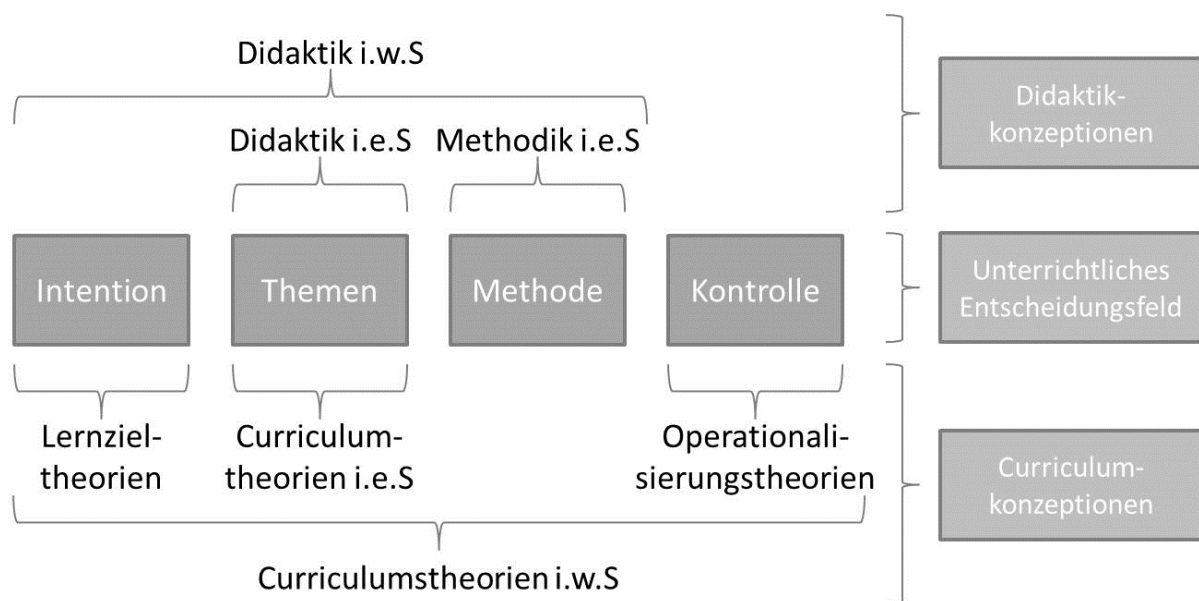 Didaktik i.w.S
Didaktik i.e.S
Methodik i.e.S
Didaktik-
konzeptionen
Intention
Themen
Methode
Kontrolle
Unterrichtliches
Entscheidungsfeld
Lernziel-
theorien
Curriculum-
theorien i.e.S
Operationali-
sierungstheorien
Curriculum-
konzeptionen
Curriculumstheorien i.w.S